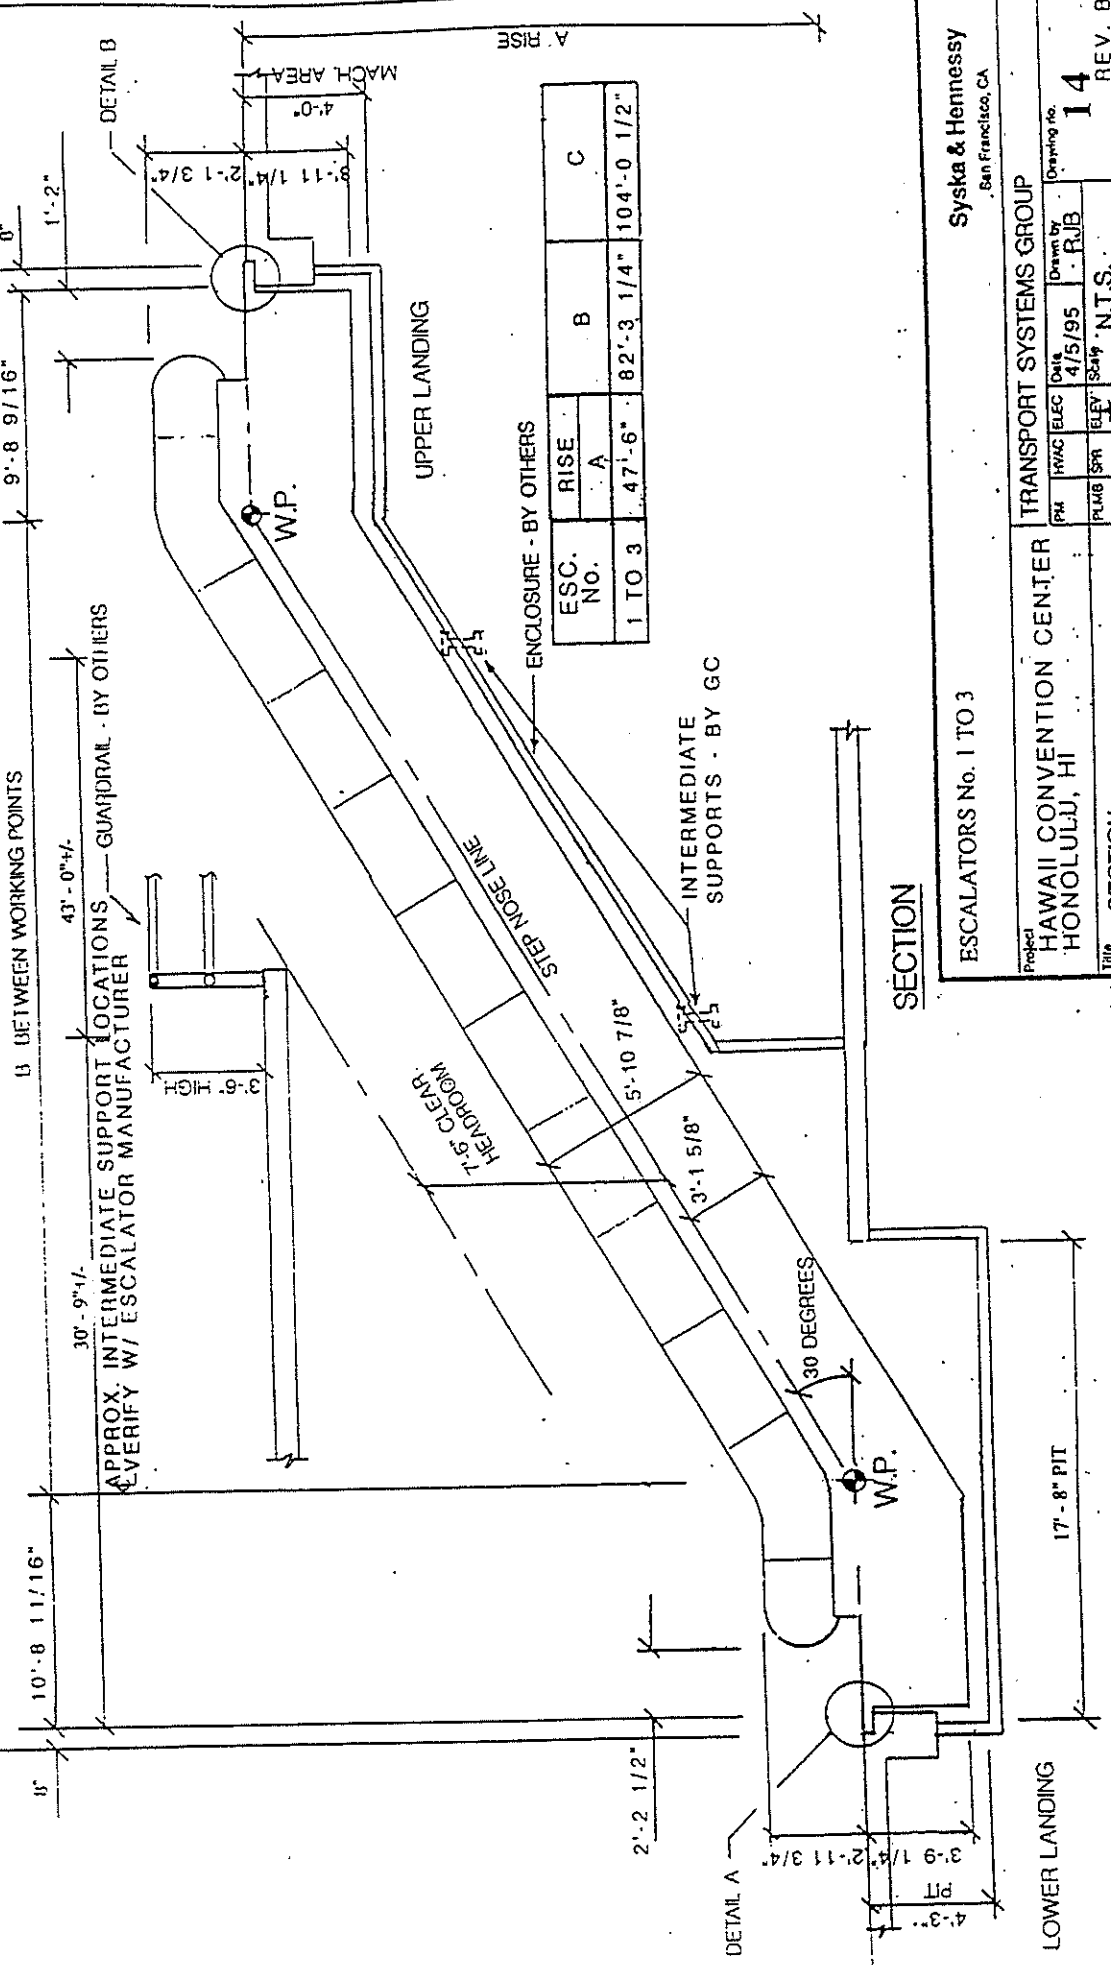 8"
1'-2"
9'-8 9/16"
B BETWEEN WORKING POINTS
43' - 0"+/-
30' - 9"+/-
10'-8 11/16"
APPROX. INTERMEDIATE SUPPORT LOCATIONS
VERIFY W/ ESCALATOR MANUFACTURER
GUARDRAIL - BY OTHERS
3'-6" HIGH
DETAIL B
2'-1 3/4"
3'-11 1/4"
4'-0"
MACH. AREA
A RISE
W.P.
UPPER LANDING
7'-6" CLEAR
HEADROOM
STEP NOSE LINE
5'-10 7/8"
3'-1 5/8"
30 DEGREES
W.P.
ENCLOSURE - BY OTHERS
INTERMEDIATE
SUPPORTS - BY GC
2'-2 1/2"
DETAIL A
2'-11 3/4"
3'-9 1/4"
4'-3"
PIT
17' - 8" PIT
LOWER LANDING
SECTION
ESC. No. RISE A B C
1 TO 3 47'-6" 82'-3 1/4" 104'-0 1/2"
ESCALATORS No. 1 TO 3
Syska & Hennessy
San Francisco, CA
Project
HAWAII CONVENTION CENTER
HONOLULU, HI
TRANSPORT SYSTEMS GROUP
PM HVAC ELEC Date 4/5/95 Drawn by RJB Drawing no. 14
PLMB SPR ELEV Scale N.T.S.
REV. B
Title SECTION